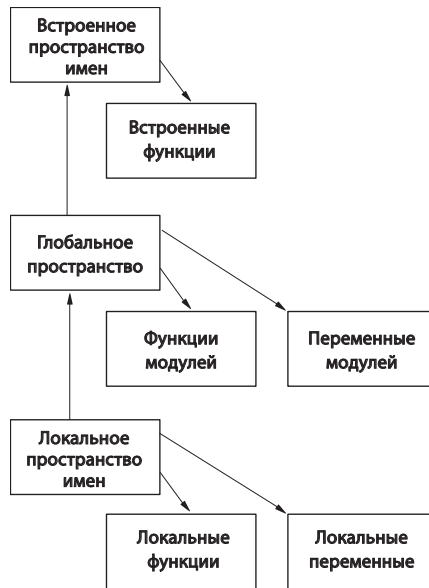 Встроенное
пространство
имен
Встроенные
функции
Глобальное
пространство
Функции
модулей
Переменные
модулей
Локальное
пространство
имен
Локальные
функции
Локальные
переменные